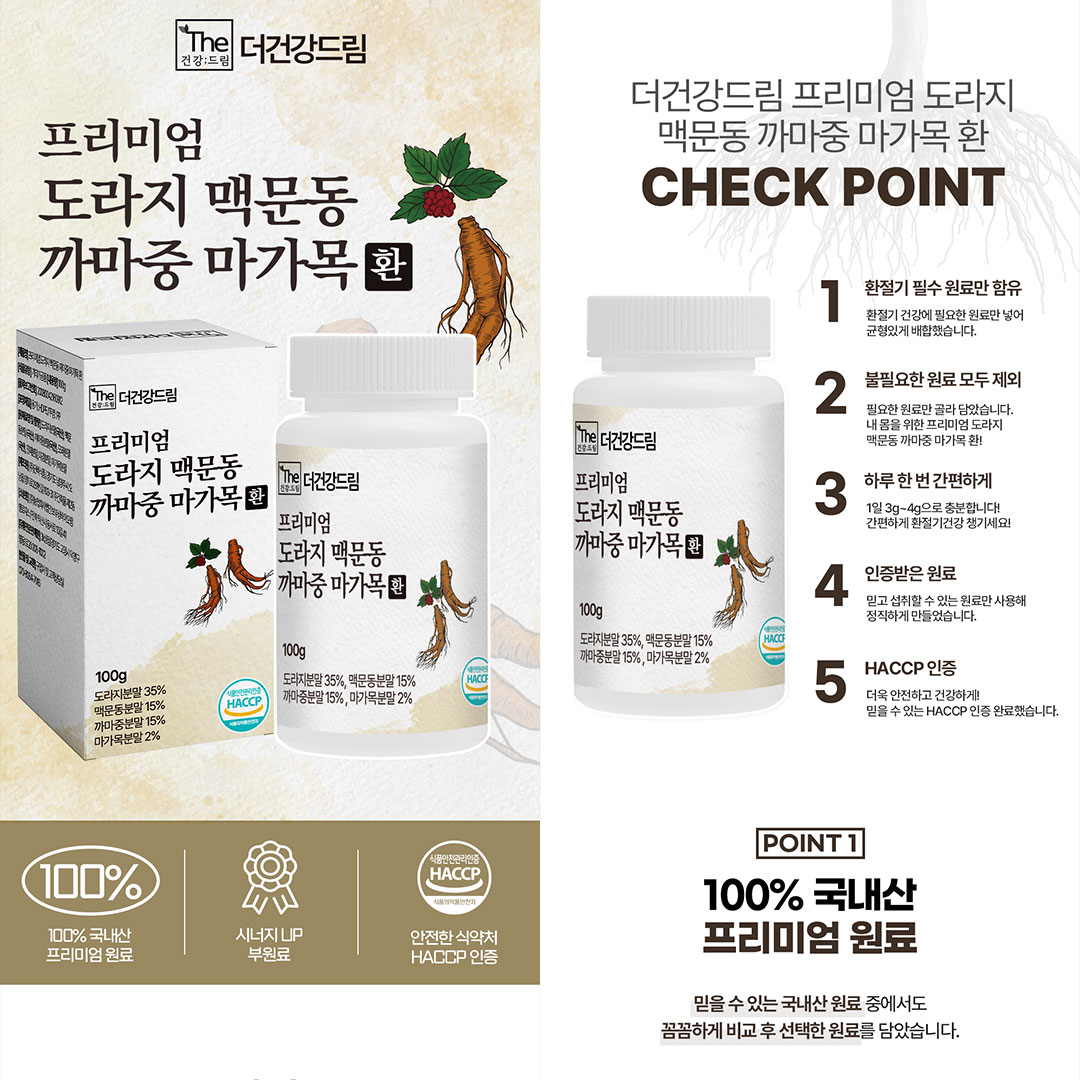 The
건강;드림
더건강드림
프리미엄
도라지 맥문동
까마중 마가목 환
The
건강;드림
더건강드림
프리미엄
도라지 맥문동
까마중 마가목 환
100g
도라지분말 35%
맥문동분말 15%
까마중분말 15%
마가목분말 2%
식품안전관리인증
HACCP
식품의약품안전처
The
건강;드림
더건강드림
프리미엄
도라지 맥문동
까마중 마가목 환
100g
도라지분말 35%, 맥문동분말 15%
까마중분말 15%, 마가목분말 2%
HACCP
100%
100% 국내산
프리미엄 원료
시너지 UP
부원료
식품안전관리인증
HACCP
식품의약품안전처
안전한 식약처
HACCP 인증
더건강드림 프리미엄 도라지
맥문동 까마중 마가목 환
CHECK POINT
The
건강;드림
더건강드림
프리미엄
도라지 맥문동
까마중 마가목 환
100g
도라지분말 35%, 맥문동분말 15%
까마중분말 15%, 마가목분말 2%
HACCP
1 환절기 필수 원료만 함유
환절기 건강에 필요한 원료만 넣어
균형있게 배합했습니다.
2 불필요한 원료 모두 제외
필요한 원료만 골라 담았습니다.
내 몸을 위한 프리미엄 도라지
맥문동 까마중 마가목 환!
3 하루 한 번 간편하게
1일 3g~4g으로 충분합니다!
간편하게 환절기건강 챙기세요!
4 인증받은 원료
믿고 섭취할 수 있는 원료만 사용해
정직하게 만들었습니다.
5 HACCP 인증
더욱 안전하고 건강하게!
믿을 수 있는 HACCP 인증 완료했습니다.
POINT 1
100% 국내산
프리미엄 원료
믿을 수 있는 국내산 원료 중에서도
꼼꼼하게 비교 후 선택한 원료를 담았습니다.